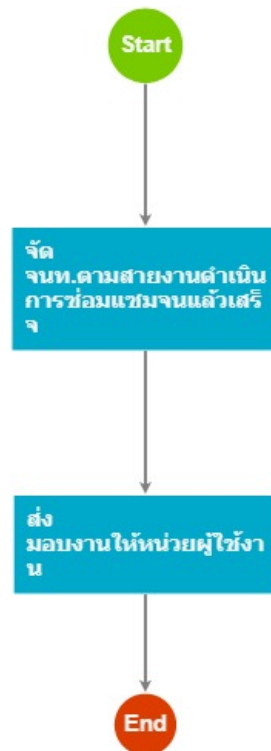 Start
จัด
จนท.ตามสายงานดำเนิน
การซ่อมแซมจนแล้วเสร็
จ
ส่ง
มอบงานให้หน่วยผู้ใช้งา
น
End